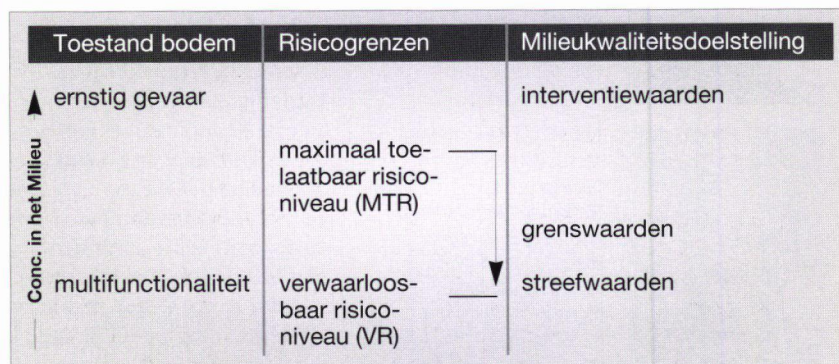 Toestand bodem Risicogrenzen Milieukwaliteitsdoelstelling
ernstig gevaar interventiewaarden
maximaal toe-
laatbaar risico-
niveau (MTR)
grenswaarden
multifunctionaliteit verwaarloos- streefwaarden
baar risico-
niveau (VR)
Conc. in het Milieu